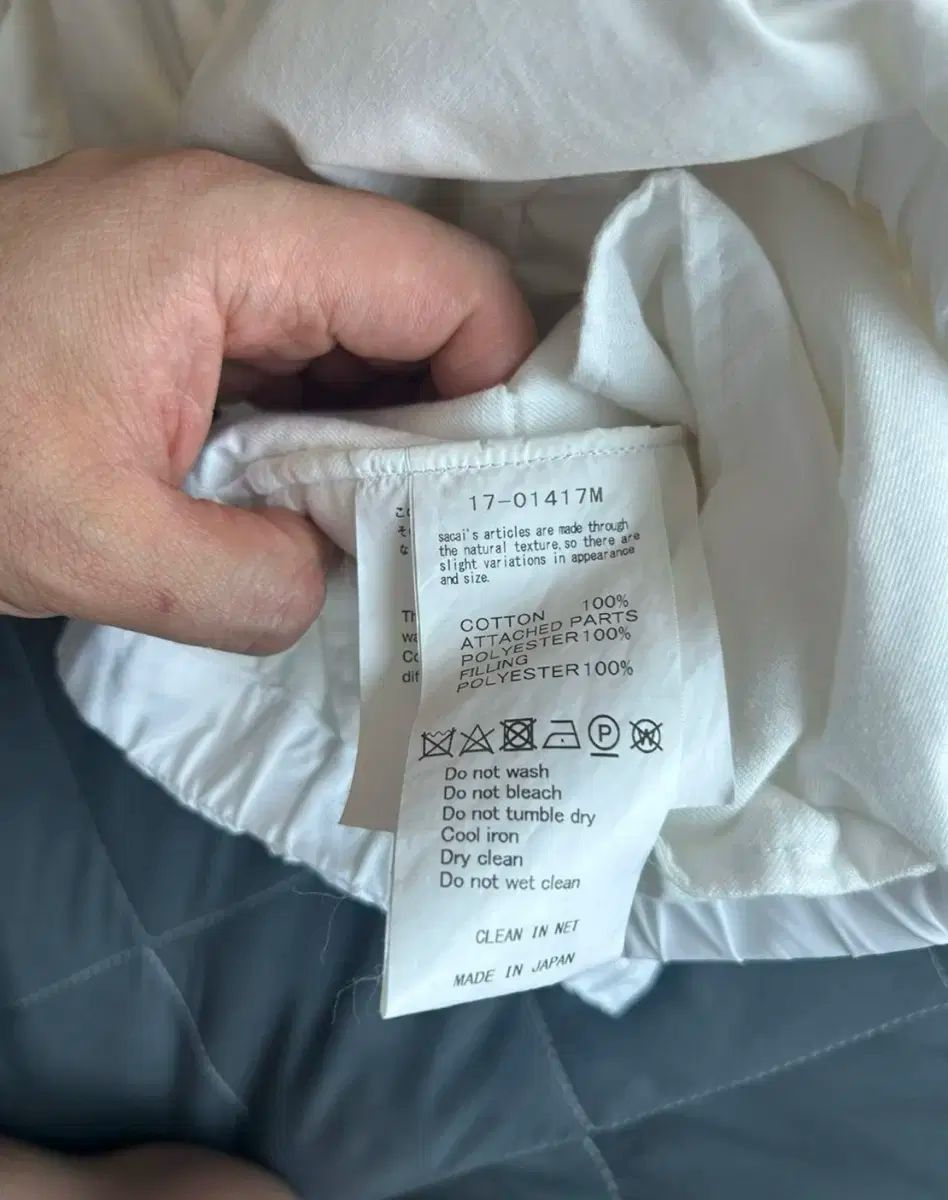 17-01417M
sacai's articles are made through
the natural texture, so there are
slight variations in appearance
and size.
COTTON 100%
ATTACHED PARTS
POLYESTER 100%
FILLING
POLYESTER 100%
P W
Do not wash
Do not bleach
Do not tumble dry
Cool iron
Dry clean
Do not wet clean
CLEAN IN NET
MADE IN JAPAN